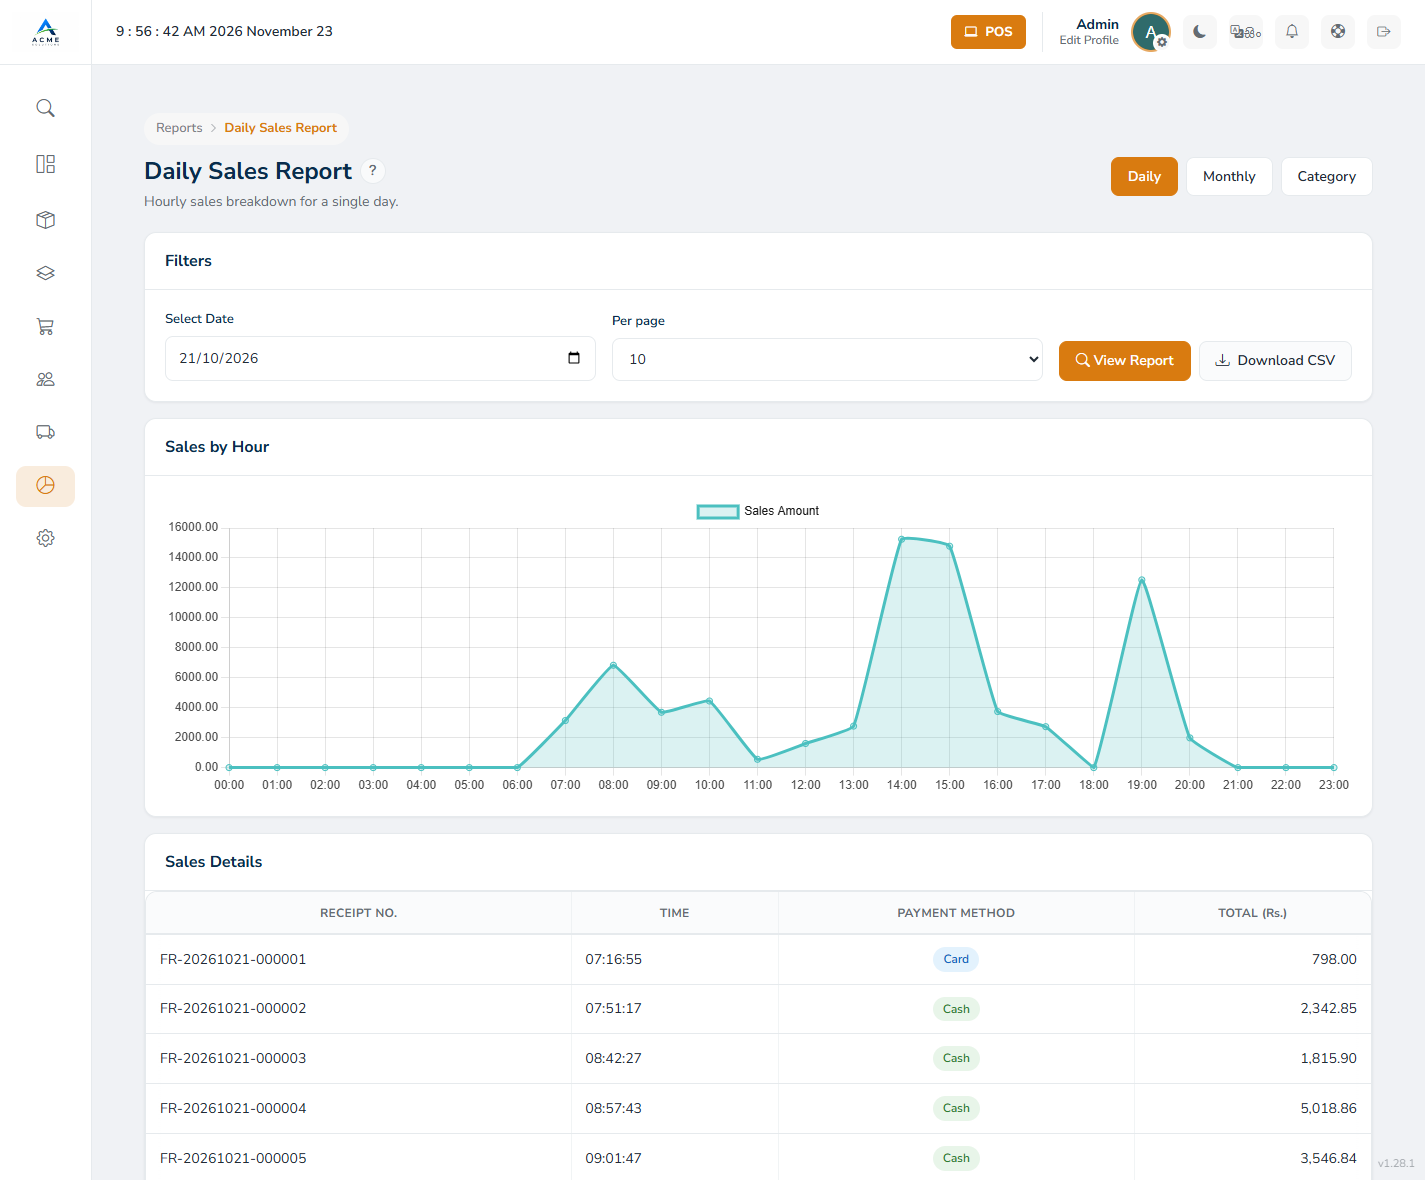 ACME
9 : 56 : 42 AM 2026 November 23
POS
Admin
Edit Profile
A
Reports > Daily Sales Report
Daily Sales Report ?
Hourly sales breakdown for a single day.
Daily
Monthly
Category
Filters
Select Date
Per page
21/10/2026
10
View Report
Download CSV
Sales by Hour
Sales Amount
16000.00
14000.00
12000.00
10000.00
8000.00
6000.00
4000.00
2000.00
0.00
00:00 01:00 02:00 03:00 04:00 05:00 06:00 07:00 08:00 09:00 10:00 11:00 12:00 13:00 14:00 15:00 16:00 17:00 18:00 19:00 20:00 21:00 22:00 23:00
Sales Details
RECEIPT NO. TIME PAYMENT METHOD TOTAL (Rs.)
FR-20261021-000001 07:16:55 Card 798.00
FR-20261021-000002 07:51:17 Cash 2,342.85
FR-20261021-000003 08:42:27 Cash 1,815.90
FR-20261021-000004 08:57:43 Cash 5,018.86
FR-20261021-000005 09:01:47 Cash 3,546.84
v1.28.1